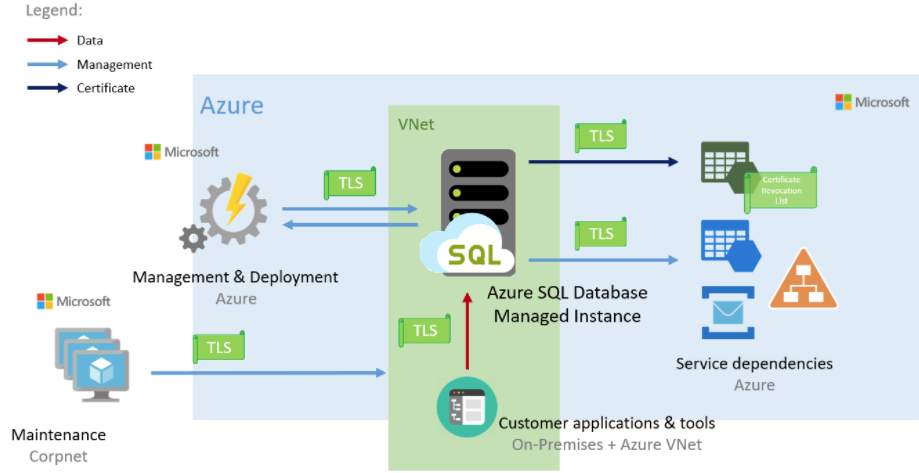 Legend:
Data
Management
Certificate
Azure
Microsoft
VNet
Microsoft
TLS
TLS
Certificate
Revocation
List
TLS
SQL
Management & Deployment
Azure
Azure SQL Database
Managed Instance
Microsoft
TLS
TLS
Service dependencies
Azure
Customer applications & tools
On-Premises + Azure VNet
Maintenance
Corpnet